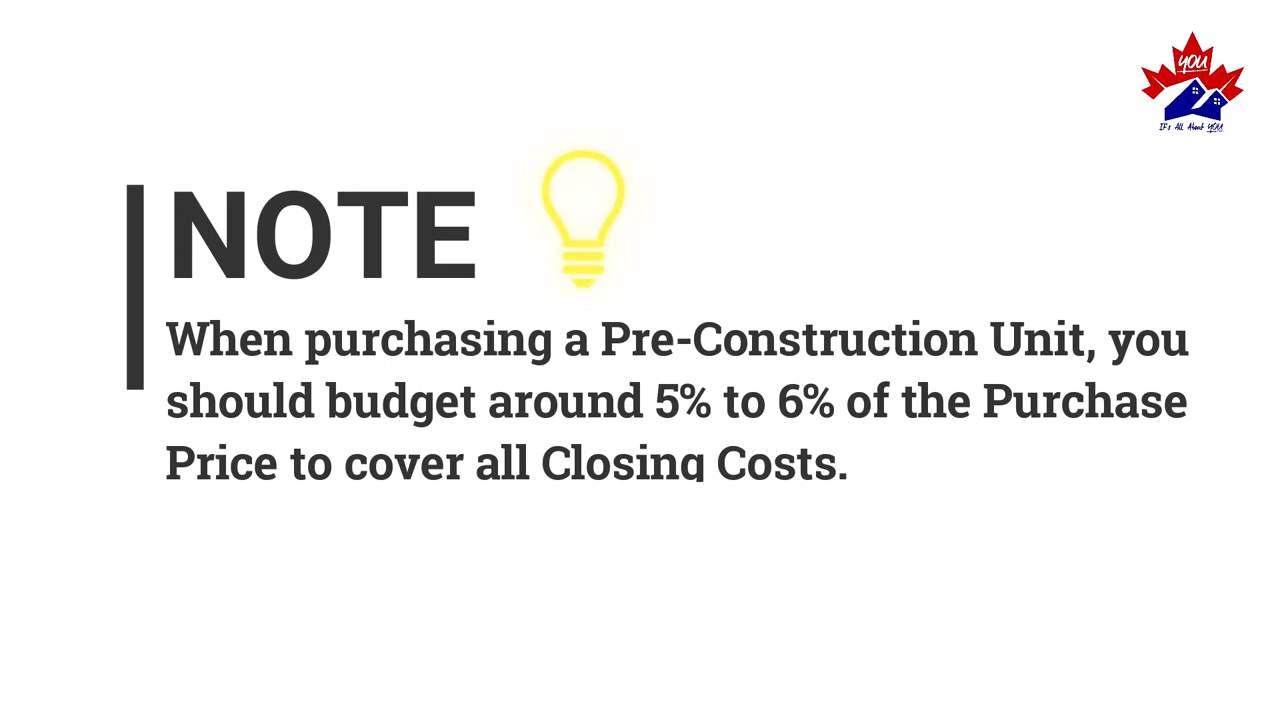 YOU
It's All About YOU
NOTE
When purchasing a Pre-Construction Unit, you
should budget around 5% to 6% of the Purchase
Price to cover all Closing Costs.